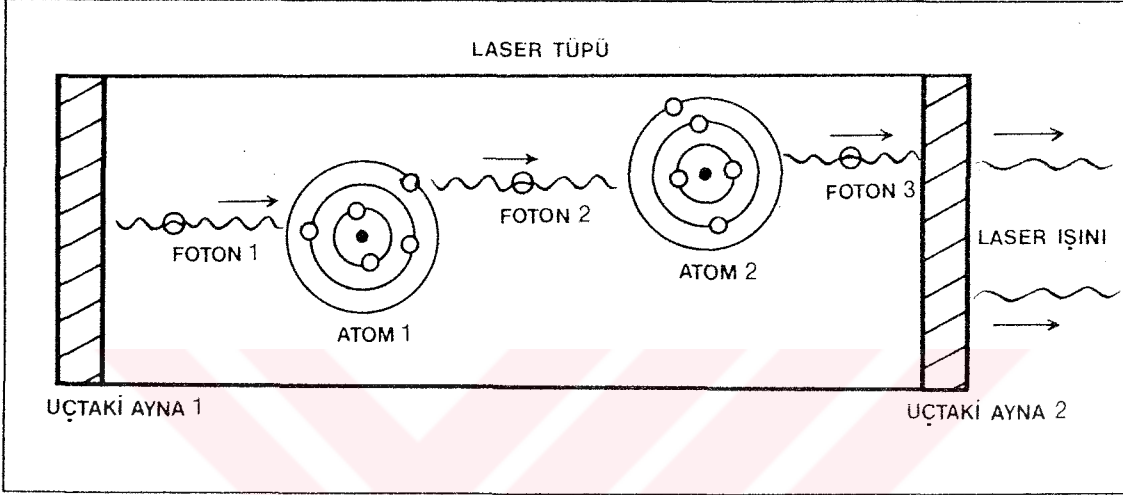 LASER TÜPÜ
FOTON 1
ATOM 1
FOTON 2
ATOM 2
FOTON 3
LASER IŞINI
UÇTAKİ AYNA 1
UÇTAKİ AYNA 2